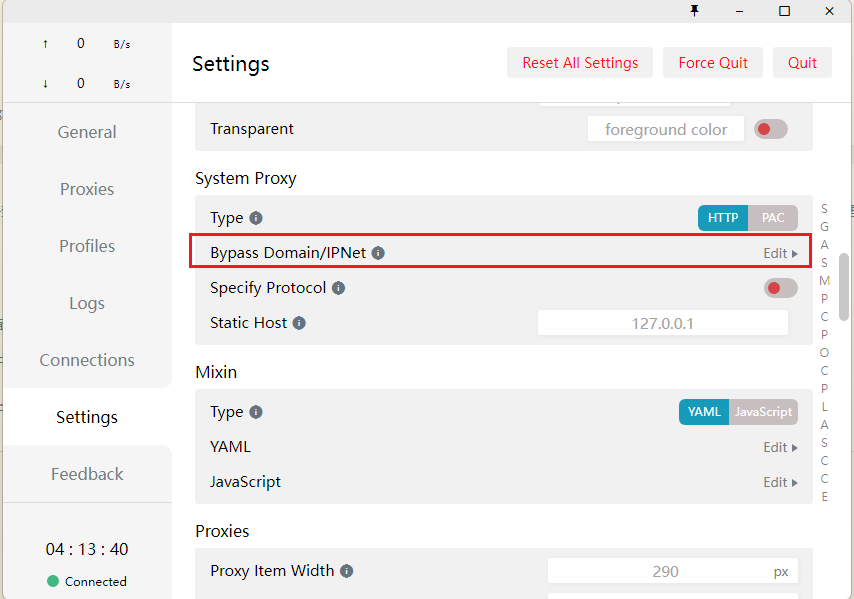 ↑ 0 B/s
↓ 0 B/s
General
Proxies
Profiles
Logs
Connections
Settings
Feedback
04 : 13 : 40
Connected
Settings
Reset All Settings Force Quit Quit
Transparent foreground color
System Proxy
Type HTTP PAC
Bypass Domain/IPNet Edit
Specify Protocol
Static Host 127.0.0.1
Mixin
Type YAML JavaScript
YAML Edit
JavaScript Edit
Proxies
Proxy Item Width 290 px
S
G
A
S
M
P
C
P
O
C
P
L
A
S
C
C
E